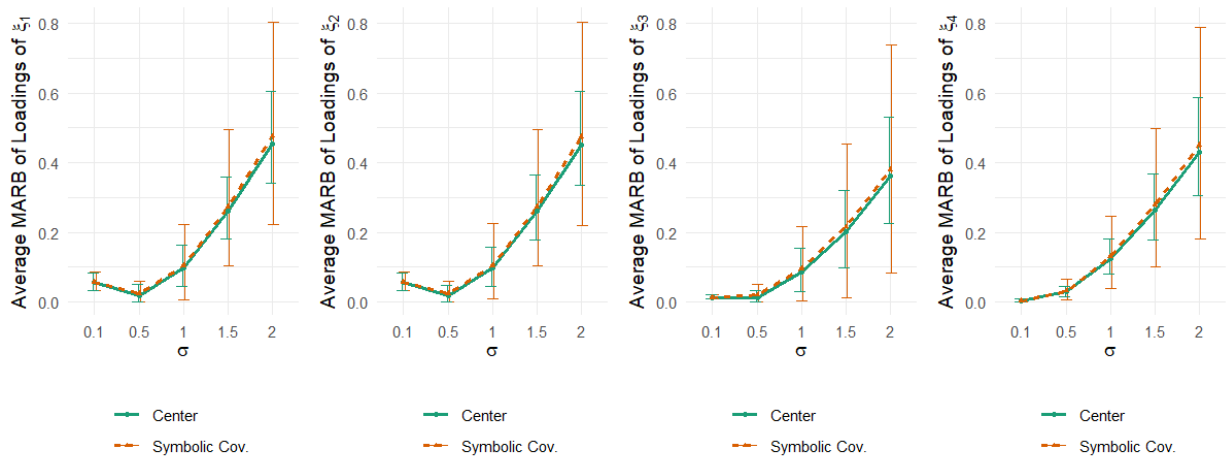 Average MARB of Loadings of ξ1
0.8
0.6
0.4
0.2
0.0
0.1 0.5 1 1.5 2
σ
Center
Symbolic Cov.
Average MARB of Loadings of ξ2
0.8
0.6
0.4
0.2
0.0
0.1 0.5 1 1.5 2
σ
Center
Symbolic Cov.
Average MARB of Loadings of ξ3
0.8
0.6
0.4
0.2
0.0
0.1 0.5 1 1.5 2
σ
Center
Symbolic Cov.
Average MARB of Loadings of ξ4
0.8
0.6
0.4
0.2
0.0
0.1 0.5 1 1.5 2
σ
Center
Symbolic Cov.